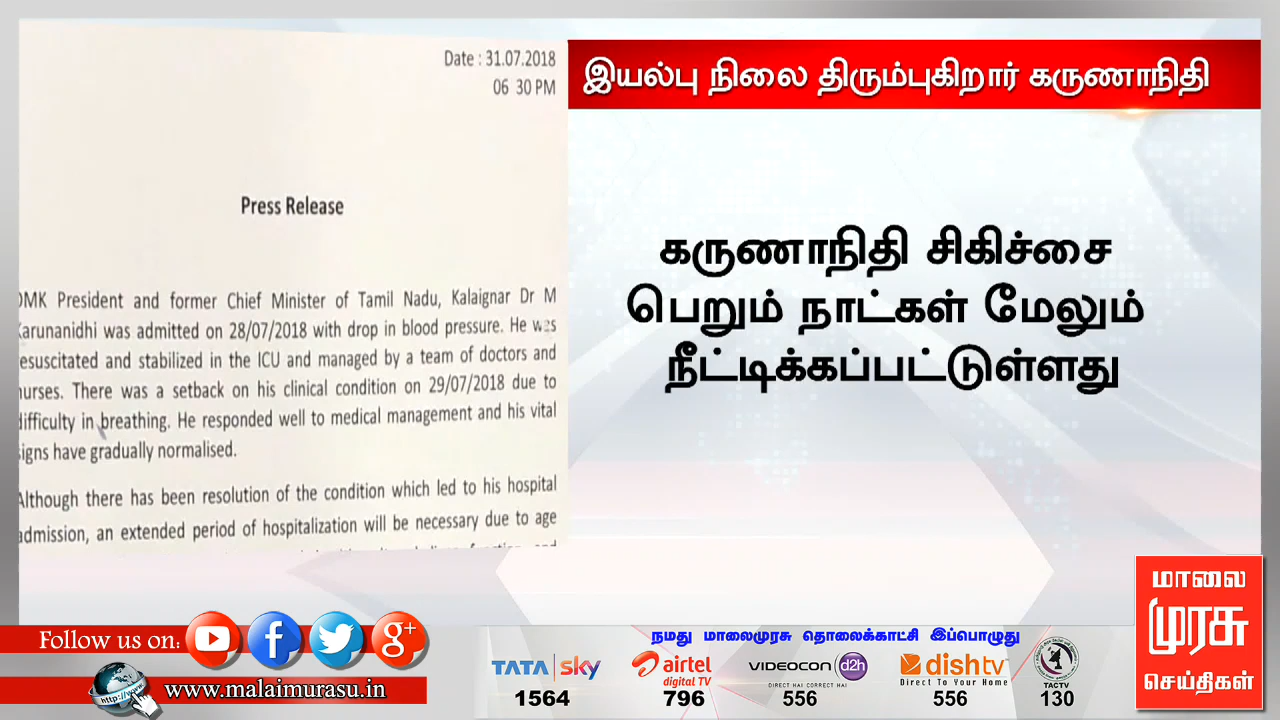 Date : 31.07.2018
06 30 PM
Press Release
DMK President and former Chief Minister of Tamil Nadu, Kalaignar Dr M
Karunanidhi was admitted on 28/07/2018 with drop in blood pressure. He was
resuscitated and stabilized in the ICU and managed by a team of doctors and
nurses. There was a setback on his clinical condition on 29/07/2018 due to
difficulty in breathing. He responded well to medical management and his vital
signs have gradually normalised.
Although there has been resolution of the condition which led to his hospital
admission, an extended period of hospitalization will be necessary due to age
இயல்பு நிலை திரும்புகிறார் கருணாநிதி
கருணாநிதி சிகிச்சை
பெறும் நாட்கள் மேலும்
நீட்டிக்கப்பட்டுள்ளது
மாலை
முரசு
செய்திகள்
Follow us on:
g+
http://www
www.malaimurasu.in
நமது மாலைமுரசு தொலைக்காட்சி இப்பொழுது
TATA sky
1564
airtel
digital TV
796
VIDEOCON d2h
DIRECT HAI CORRECT HAI
556
dishtv
Direct To Your Home
556
TACTV
130